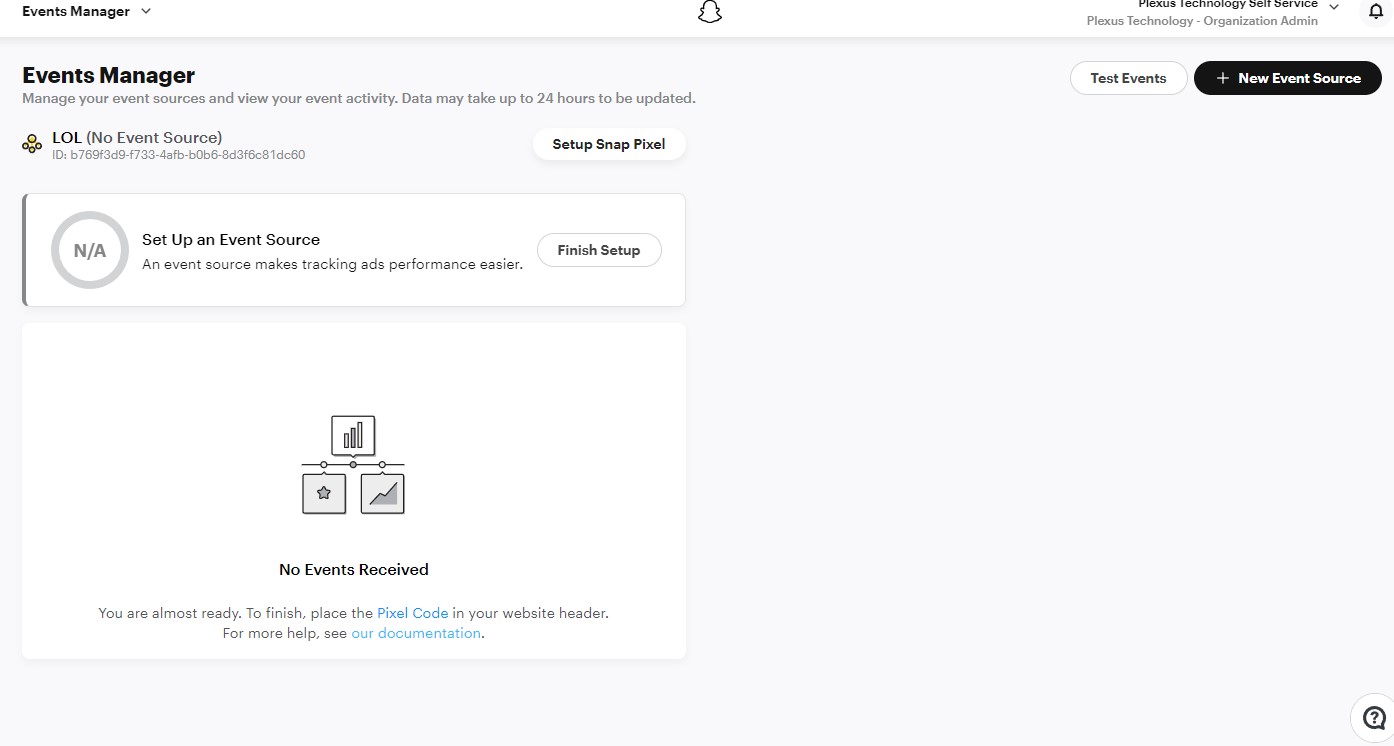 Events Manager
Plexus Technology Self Service
Plexus Technology - Organization Admin
Events Manager
Manage your event sources and view your event activity. Data may take up to 24 hours to be updated.
Test Events
+ New Event Source
LOL (No Event Source)
ID: b769f3d9-f733-4afb-b0b6-8d3f6c81dc60
Setup Snap Pixel
N/A
Set Up an Event Source
An event source makes tracking ads performance easier.
Finish Setup
No Events Received
You are almost ready. To finish, place the Pixel Code in your website header.
For more help, see our documentation.